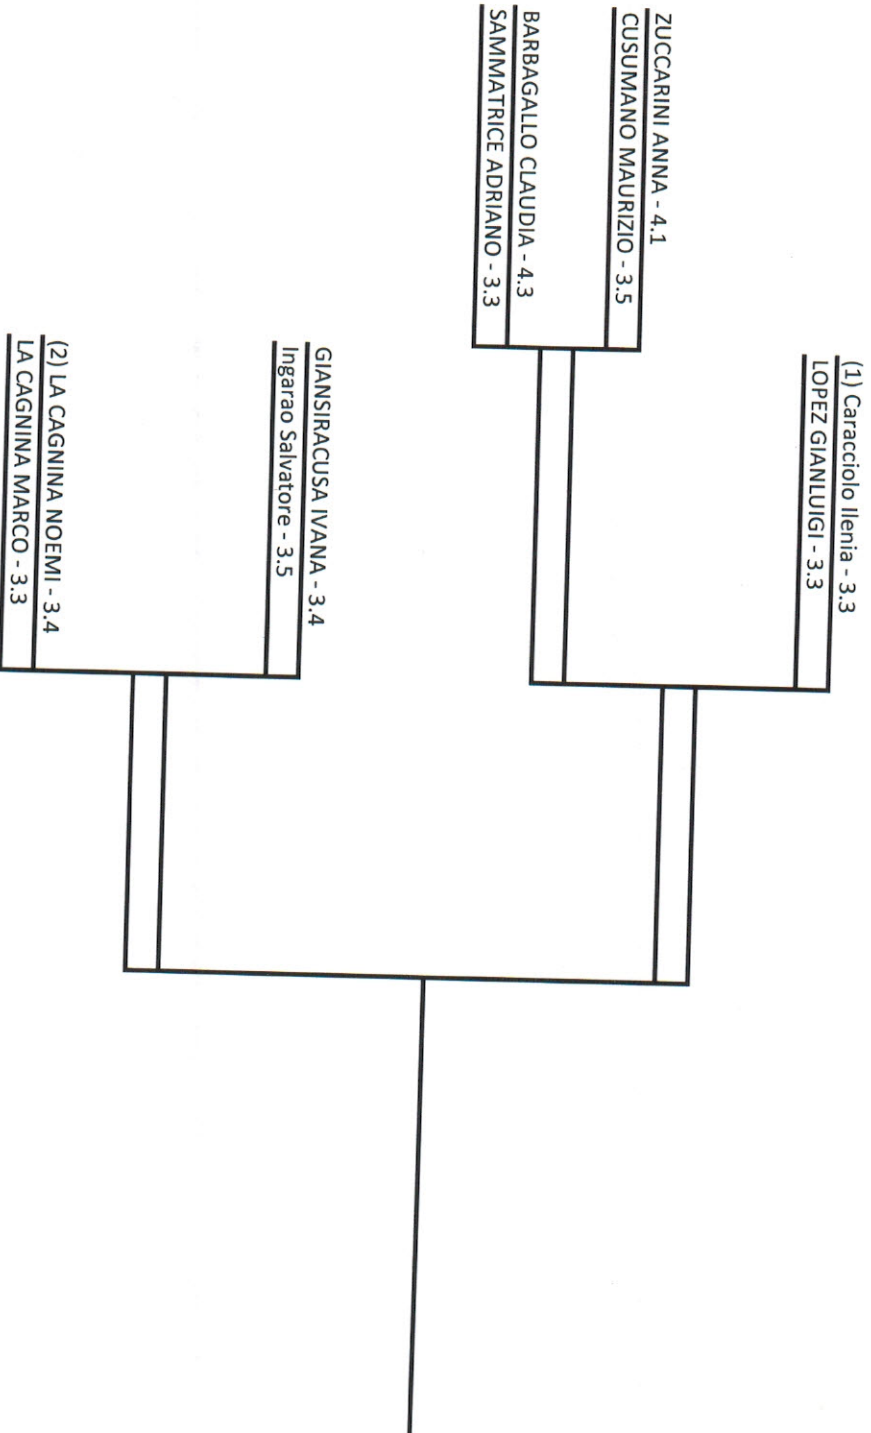 (1) Caracciolo Ilenia - 3.3
LOPEZ GIANLUIGI - 3.3
ZUCCARINI ANNA - 4.1
CUSUMANO MAURIZIO - 3.5
BARBAGALLO CLAUDIA - 4.3
SAMMATRICE ADRIANO - 3.3
GIANSIRACUSA IVANA - 3.4
Ingarao Salvatore - 3.5
(2) LA CAGNINA NOEMI - 3.4
LA CAGNINA MARCO - 3.3